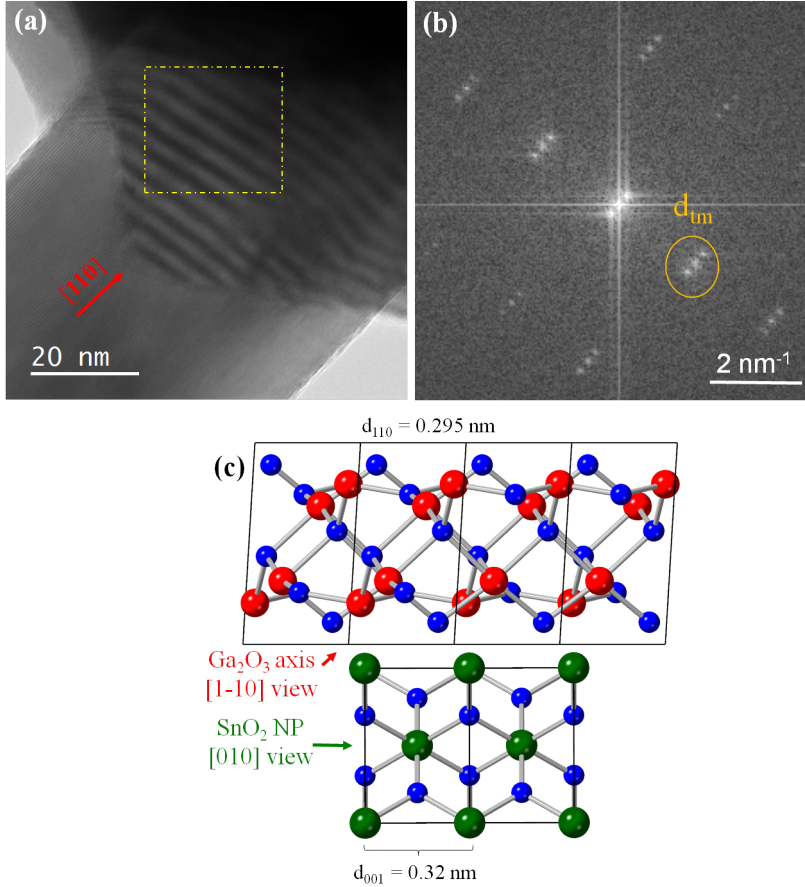 (a)
[110]
20 nm
(b)
dtm
2 nm-1
d110 = 0.295 nm
(c)
Ga2O3 axis
[1-10] view
SnO2 NP
[010] view
d001 = 0.32 nm